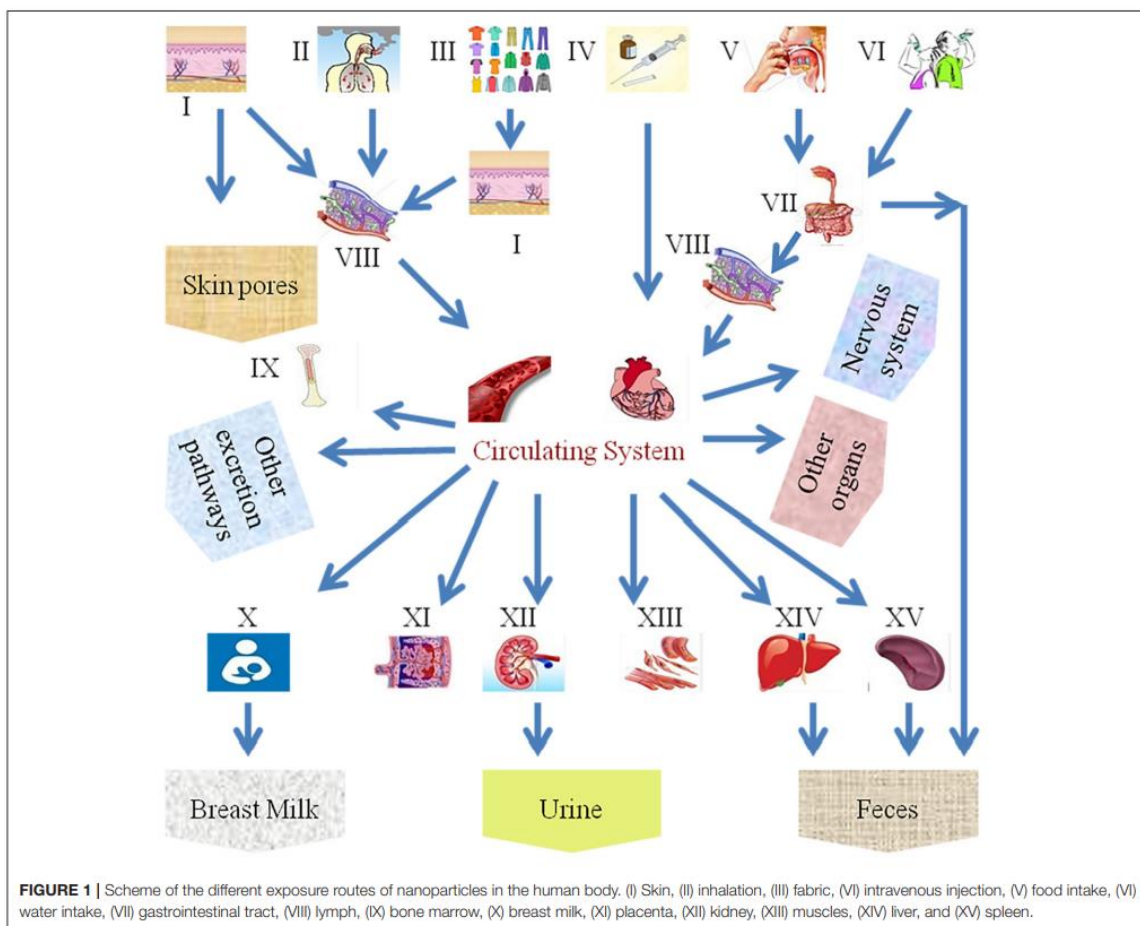 II
III
IV
V
VI
I
VII
VIII
I
VIII
Skin pores
Nervous
system
IX
Other
excretion
pathways
Circulating System
Other
organs
X
XI
XII
XIII
XIV
XV
Breast Milk
Urine
Feces
FIGURE 1 | Scheme of the different exposure routes of nanoparticles in the human body. (I) Skin, (II) inhalation, (III) fabric, (VI) intravenous injection, (V) food intake, (VI)
water intake, (VII) gastrointestinal tract, (VIII) lymph, (IX) bone marrow, (X) breast milk, (XI) placenta, (XII) kidney, (XIII) muscles, (XIV) liver, and (XV) spleen.